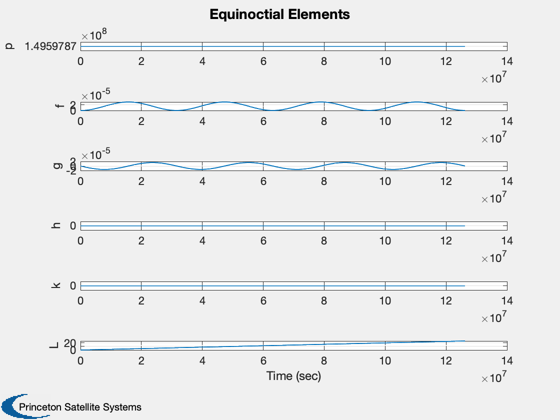 Equinoctial Elements
×10^8
p
1.4959787
0 2 4 6 8 10 12 14
×10^7
×10^-5
f
2
0
0 2 4 6 8 10 12 14
×10^7
×10^-5
g
2
0
-2
0 2 4 6 8 10 12 14
×10^7
h
0
0 2 4 6 8 10 12 14
×10^7
k
0
0 2 4 6 8 10 12 14
×10^7
L
20
0
0 2 4 6 8 10 12 14
Time (sec)
×10^7
Princeton Satellite Systems